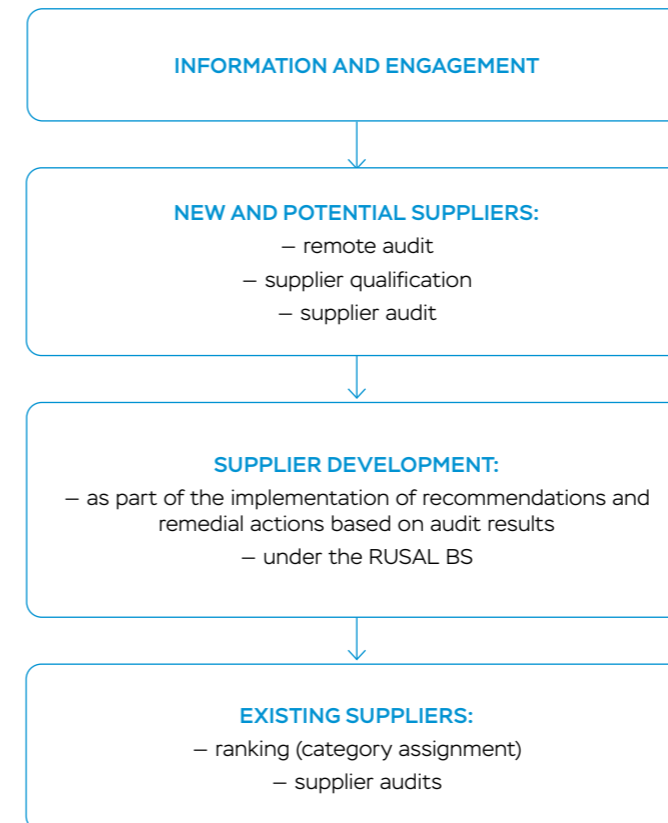 INFORMATION AND ENGAGEMENT
NEW AND POTENTIAL SUPPLIERS:
— remote audit
— supplier qualification
— supplier audit
SUPPLIER DEVELOPMENT:
— as part of the implementation of recommendations and
remedial actions based on audit results
— under the RUSAL BS
EXISTING SUPPLIERS:
— ranking (category assignment)
— supplier audits